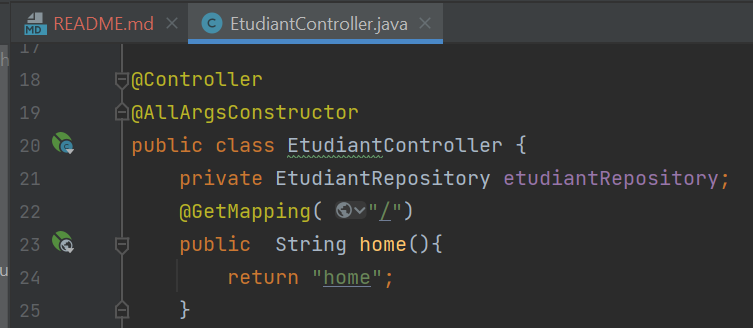 README.md EtudiantController.java
17
18 @Controller
19 @AllArgsConstructor
20 public class EtudiantController {
21 private EtudiantRepository etudiantRepository;
22 @GetMapping("/")
23 public String home(){
24 return "home";
25 }